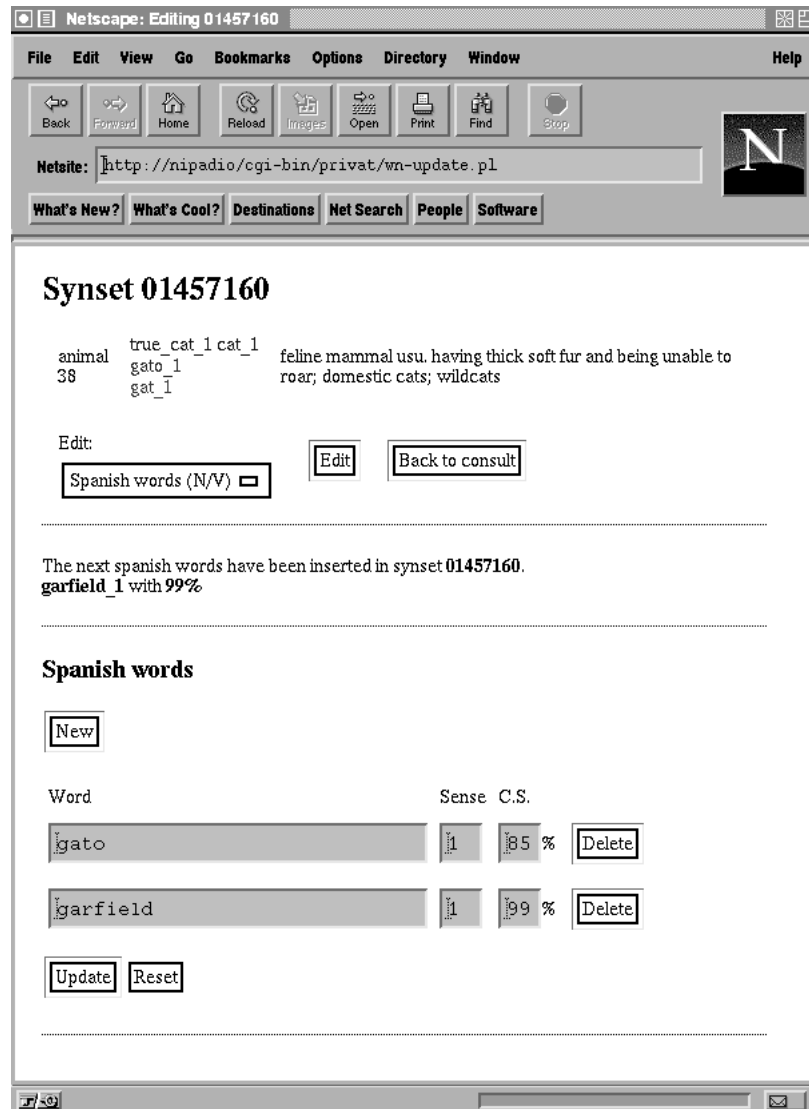 Netscape: Editing 01457160
File Edit View Go Bookmarks Options Directory Window Help
Back Forward Home Reload Images Open Print Find Stop
N
Netsite: http://nipadio/cgi-bin/privat/wn-update.pl
What's New? What's Cool? Destinations Net Search People Software
Synset 01457160
animal
38
true_cat_1 cat_1
gato_1
gat_1
feline mammal usu. having thick soft fur and being unable to
roar; domestic cats; wildcats
Edit:
Spanish words (N/V) Edit Back to consult
The next spanish words have been inserted in synset 01457160.
garfield_1 with 99%
Spanish words
New
Word Sense C.S.
gato 1 85 % Delete
garfield 1 99 % Delete
Update Reset